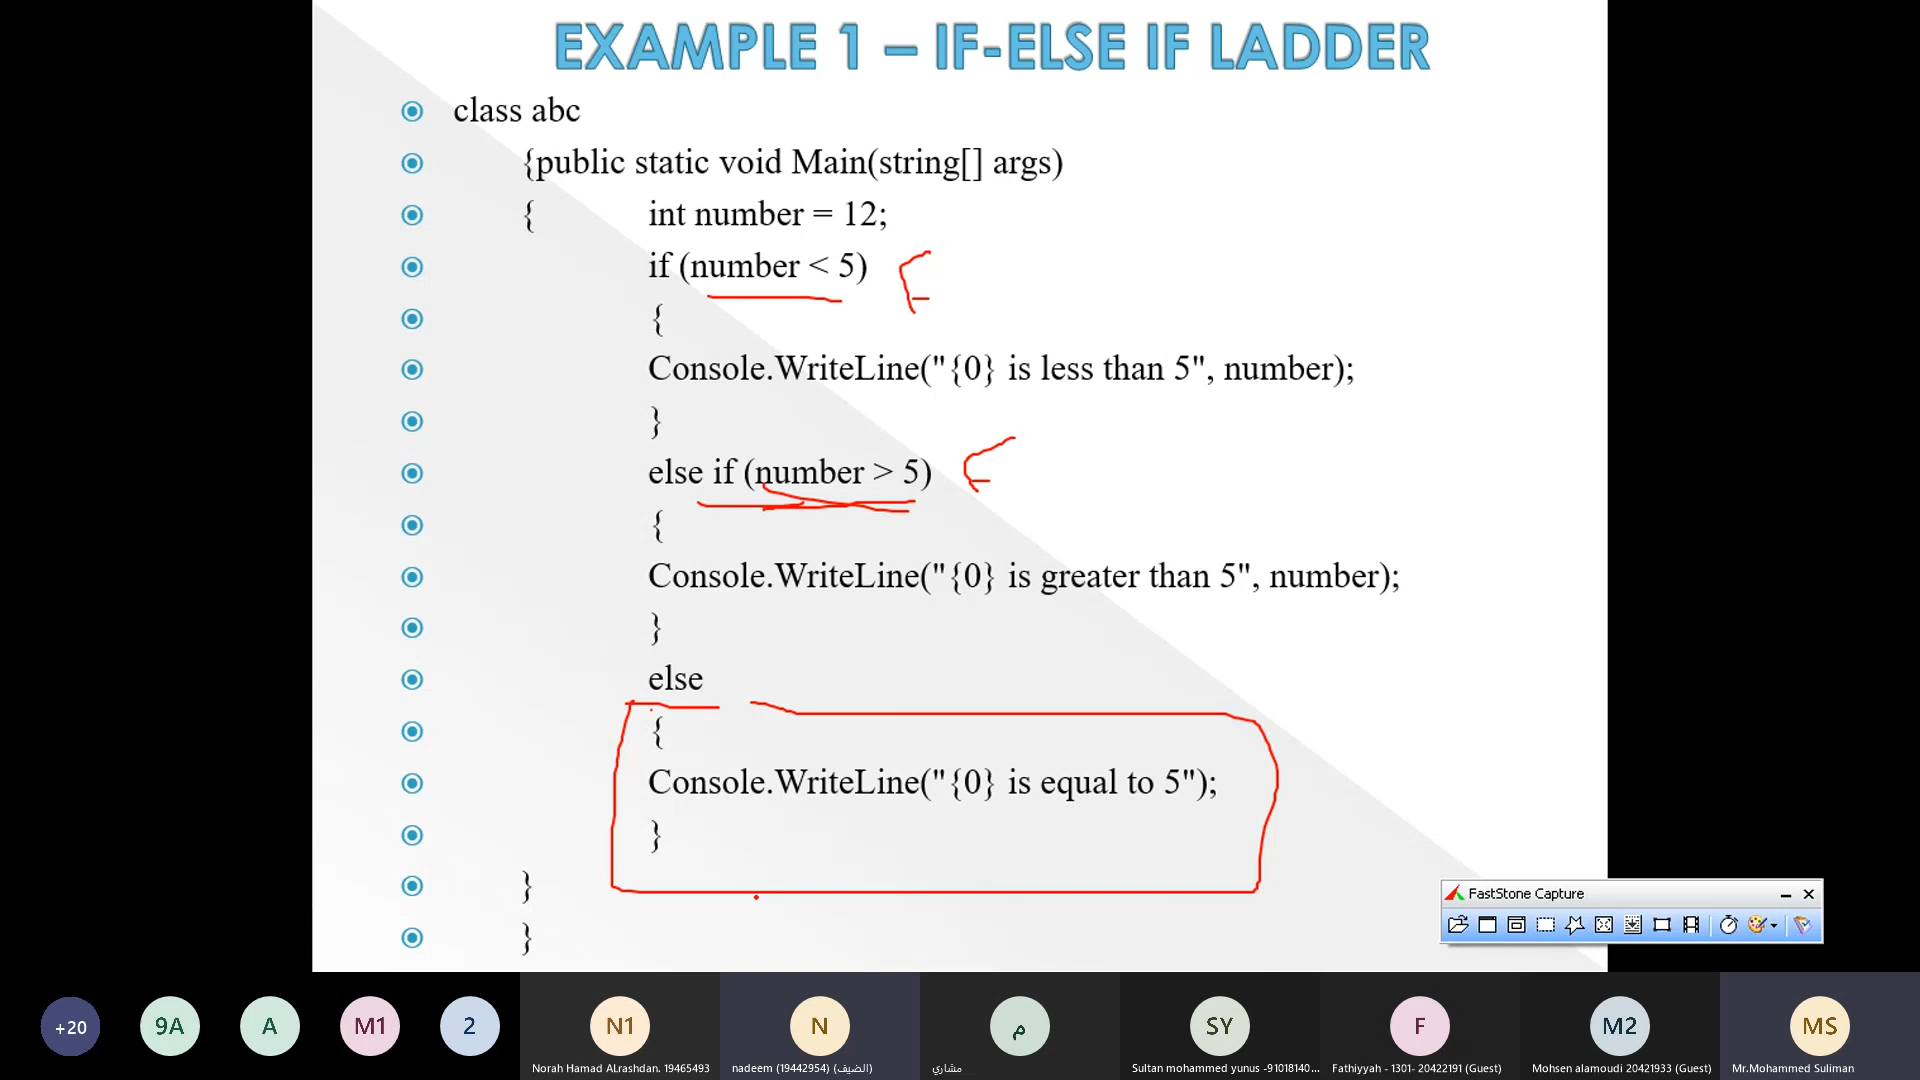 EXAMPLE 1 – IF-ELSE IF LADDER
class abc
{public static void Main(string[] args)
{ int number = 12;
if (number < 5)
{
Console.WriteLine("{0} is less than 5", number);
}
else if (number > 5)
{
Console.WriteLine("{0} is greater than 5", number);
}
else
{
Console.WriteLine("{0} is equal to 5");
}
}
}
FastStone Capture
+20
9A
A
M1
2
N1
N
م
SY
F
M2
MS
Norah Hamad ALrashdan. 19465493
nadeem (19442954) (الضيف)
مشاري
Sultan mohammed yunus -91018140...
Fathiyyah - 1301- 20422191 (Guest)
Mohsen alamoudi 20421933 (Guest)
Mr.Mohammed Suliman